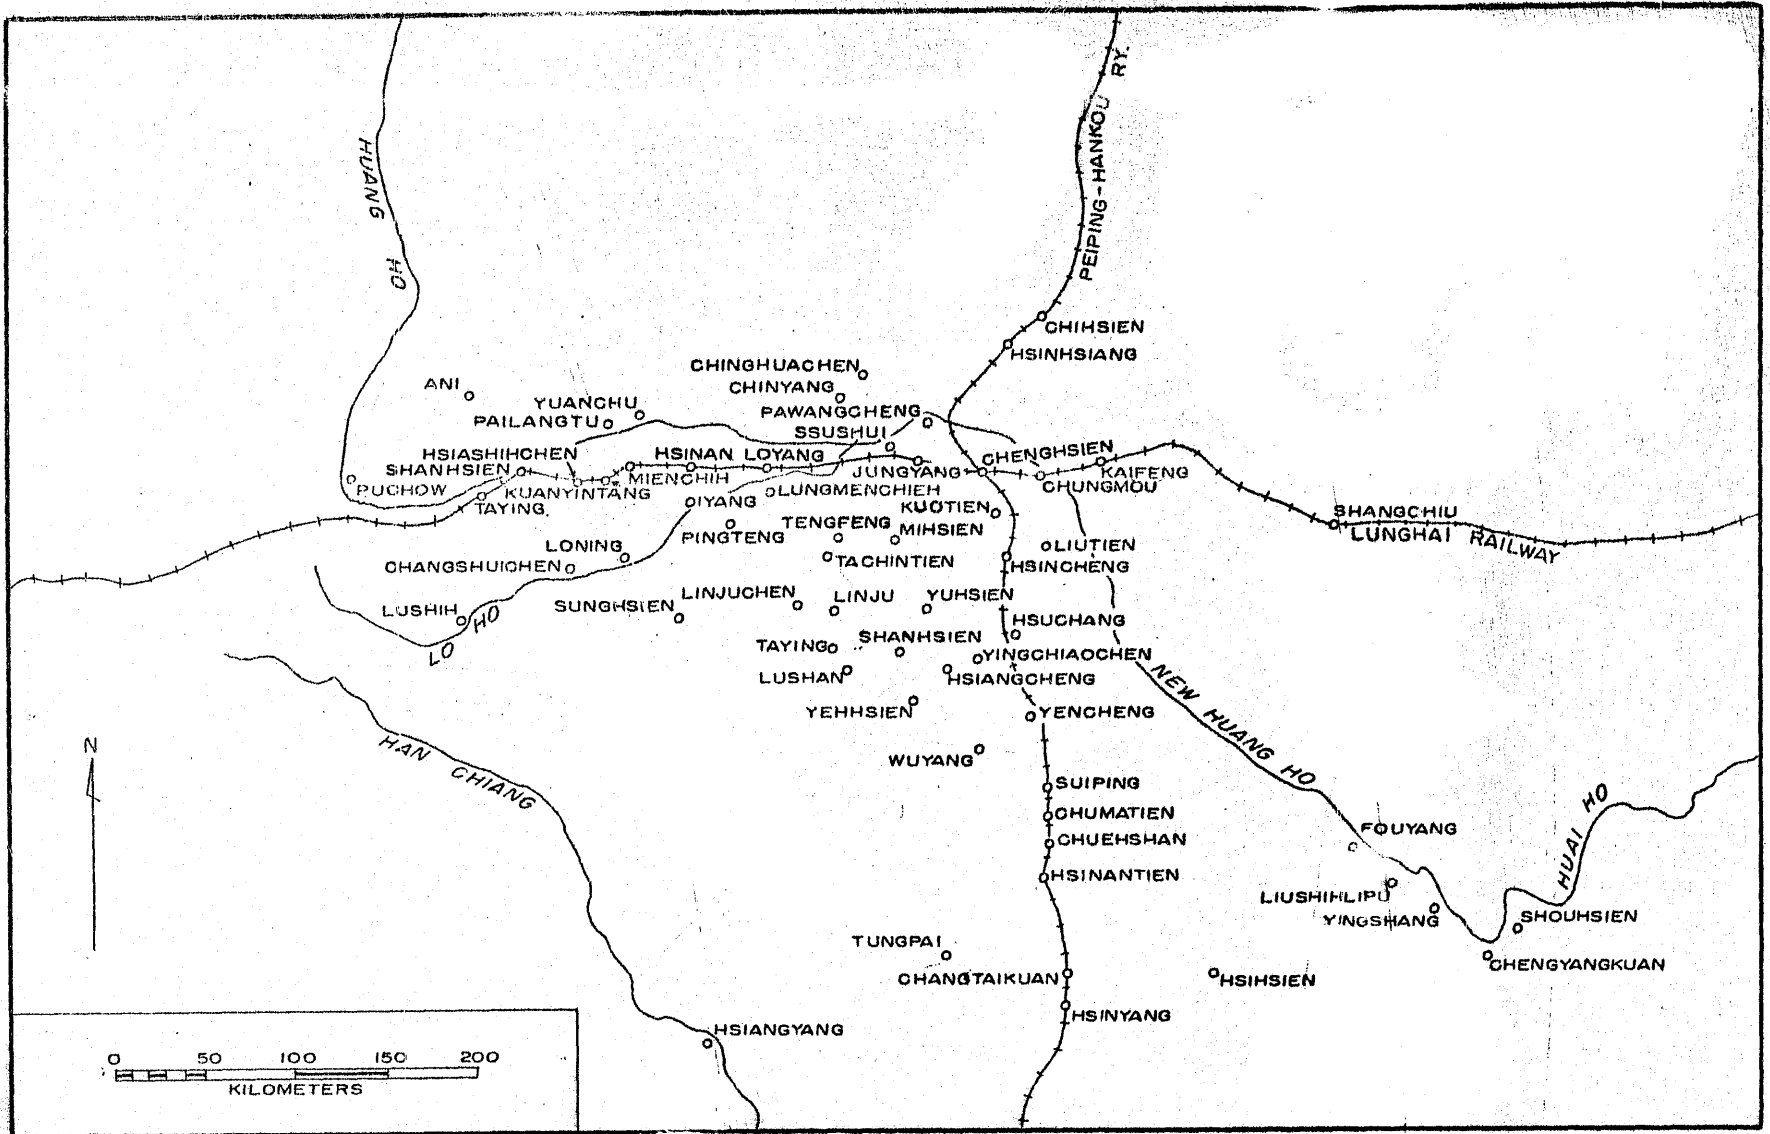 HUANG HO
PEIPING-HANKOU RY.
CHIHSIEN
HSINHSIANG
CHINGHUACHEN
CHINYANG
ANI
YUANCHU
PAILANGTU
PAWANGCHENG
SSUSHUI
HSIASHIHCHEN
SHANHSIEN
HSINAN
LOYANG
JUNGYANG
CHENGHSIEN
KAIFENG
CHUNGMOU
PUCHOW
TAYING
KUANYINTANG
MIENCHIH
IYANG
LUNGMENCHIEH
KUOTIEN
SHANGCHIU
LUNGHAI RAILWAY
PINGTENG
TENGFENG
MIHSIEN
TACHINTIEN
LIUTIEN
HSINCHENG
LONING
CHANGSHUICHEN
LUSHIH
LO HO
SUNGHSIEN
LINJUCHEN
LINJU
YUHSIEN
HSUCHANG
TAYING
SHANHSIEN
YINGCHIAOCHEN
LUSHAN
HSIANGCHENG
YEHHSIEN
YENCHENG
NEW HUANG HO
WUYANG
N
HAN CHIANG
SUIPING
CHUMATIEN
CHUEHSHAN
HSINANTIEN
FOUYANG
HUAI HO
LIUSHIHLIPU
YINGSHANG
SHOUHSIEN
CHENGYANGKUAN
TUNGPAI
CHANGTAIKUAN
HSIHSIEN
HSINYANG
HSIANGYANG
0 50 100 150 200
KILOMETERS